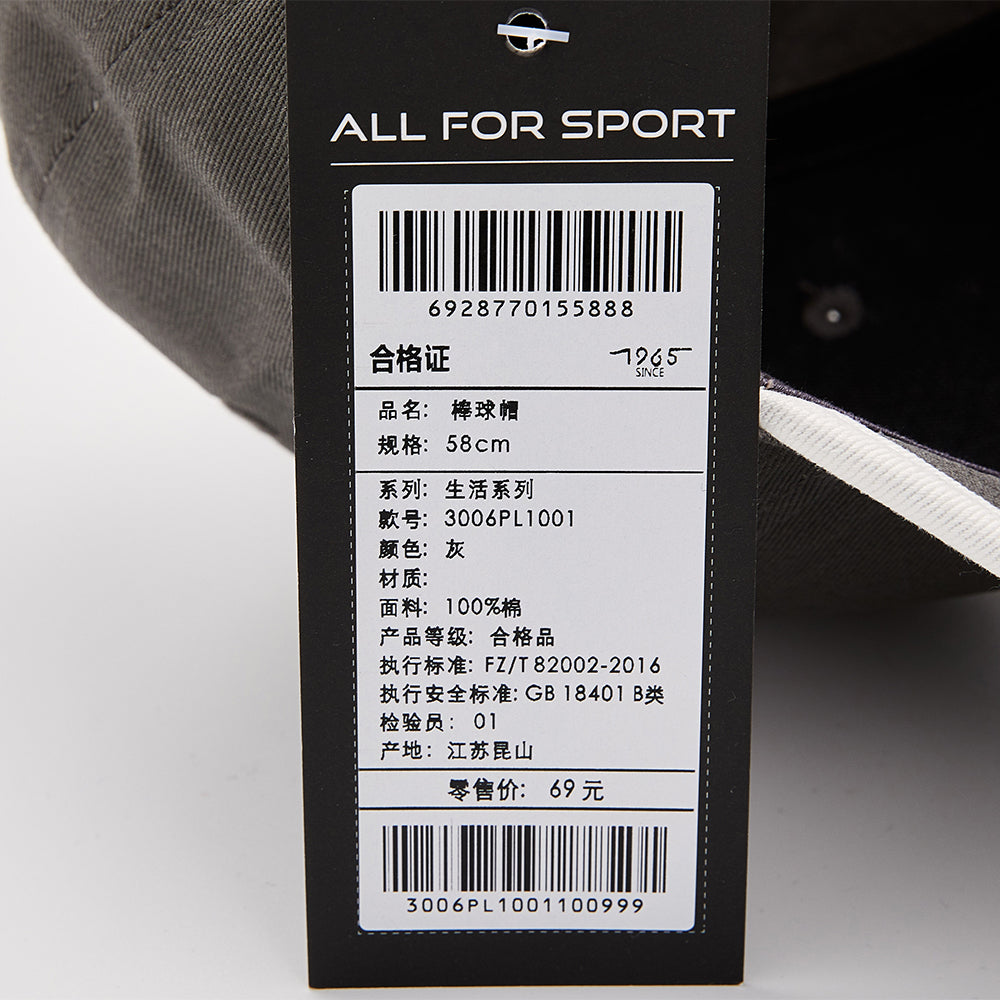 ALL FOR SPORT
6928770155888
合格证
1965
SINCE
品名: 棒球帽
规格: 58cm
系列: 生活系列
款号: 3006PL1001
颜色: 灰
材质:
面料: 100%棉
产品等级: 合格品
执行标准: FZ/T 82002-2016
执行安全标准: GB 18401 B类
检验员: 01
产地: 江苏昆山
零售价: 69 元
3006PL1001100999